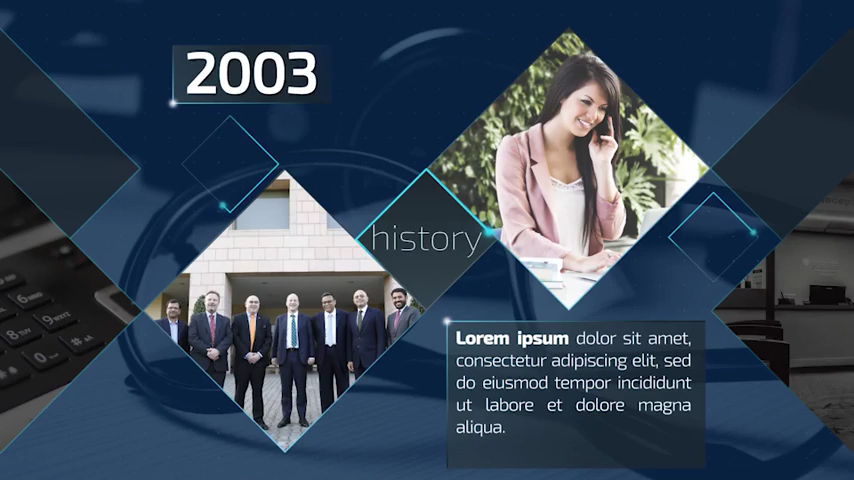 2003
history
Lorem ipsum dolor sit amet,
consectetur adipiscing elit, sed
do eiusmod tempor incididunt
ut labore et dolore magna
aliqua.